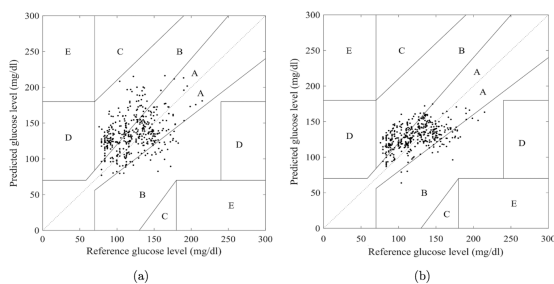 300
250
200
150
100
50
0
Predicted glucose level (mg/dl)
E
C
B
A
A
D
D
B
C
E
0 50 100 150 200 250 300
Reference glucose level (mg/dl)
(a)
300
250
200
150
100
50
0
Predicted glucose level (mg/dl)
E
C
B
A
A
D
D
B
C
E
0 50 100 150 200 250 300
Reference glucose level (mg/dl)
(b)